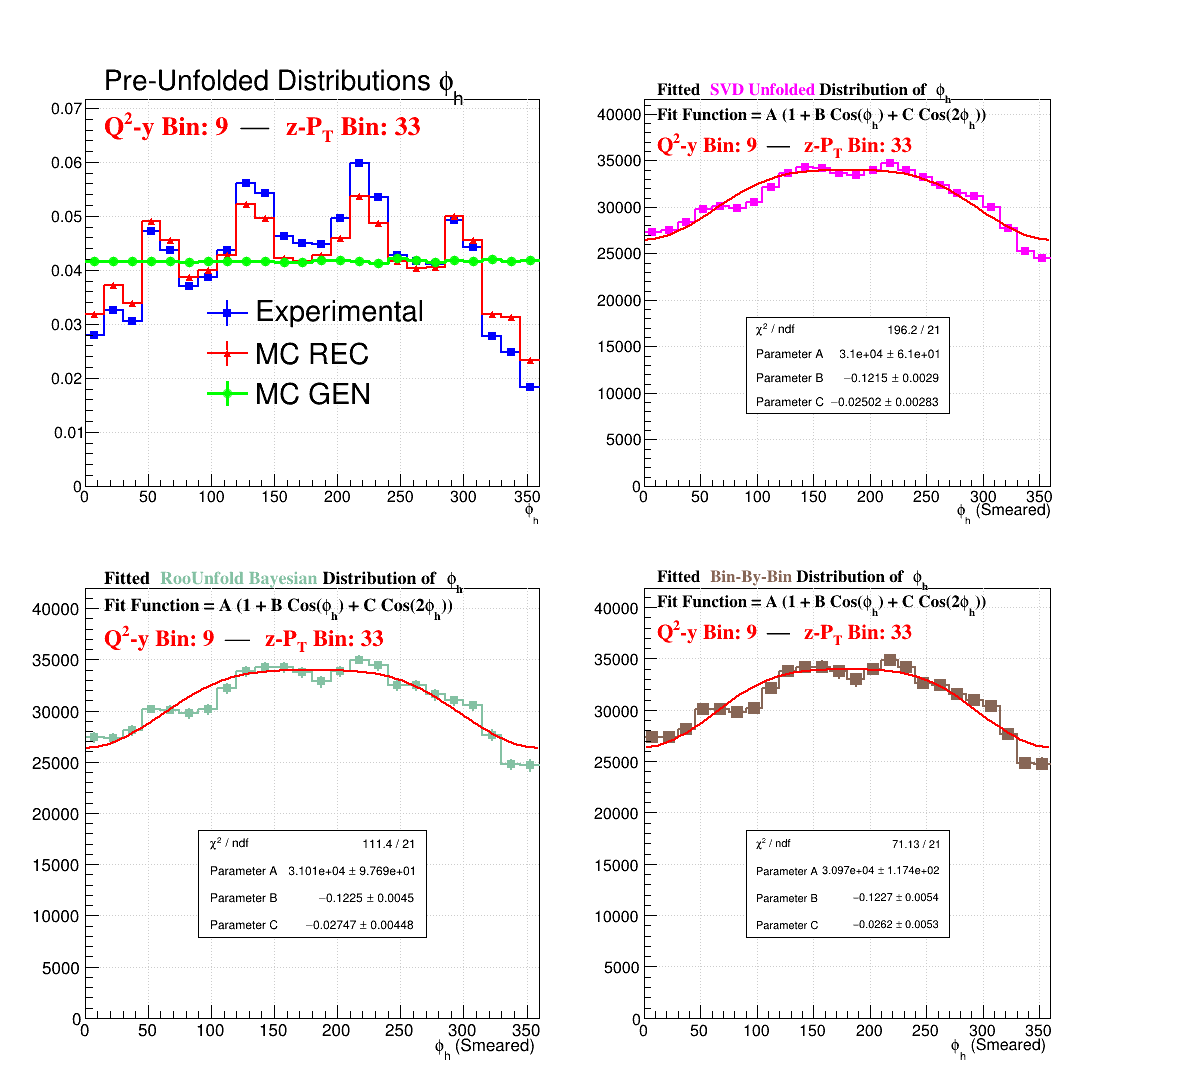 Pre-Unfolded Distributions ϕh
Q²-y Bin: 9 — z-PT Bin: 33
0.07
0.06
0.05
0.04
0.03
0.02
0.01
0
Experimental
MC REC
MC GEN
0 50 100 150 200 250 300 350
ϕh
Fitted SVD Unfolded Distribution of ϕh
Fit Function = A (1 + B Cos(ϕh) + C Cos(2ϕh))
Q²-y Bin: 9 — z-PT Bin: 33
40000
35000
30000
25000
20000
15000
10000
5000
0
χ² / ndf 196.2 / 21
Parameter A 3.1e+04 ± 6.1e+01
Parameter B −0.1215 ± 0.0029
Parameter C −0.02502 ± 0.00283
0 50 100 150 200 250 300 350
ϕh (Smeared)
Fitted RooUnfold Bayesian Distribution of ϕh
Fit Function = A (1 + B Cos(ϕh) + C Cos(2ϕh))
Q²-y Bin: 9 — z-PT Bin: 33
40000
35000
30000
25000
20000
15000
10000
5000
0
χ² / ndf 111.4 / 21
Parameter A 3.101e+04 ± 9.769e+01
Parameter B −0.1225 ± 0.0045
Parameter C −0.02747 ± 0.00448
0 50 100 150 200 250 300 350
ϕh (Smeared)
Fitted Bin-By-Bin Distribution of ϕh
Fit Function = A (1 + B Cos(ϕh) + C Cos(2ϕh))
Q²-y Bin: 9 — z-PT Bin: 33
40000
35000
30000
25000
20000
15000
10000
5000
0
χ² / ndf 71.13 / 21
Parameter A 3.097e+04 ± 1.174e+02
Parameter B −0.1227 ± 0.0054
Parameter C −0.0262 ± 0.0053
0 50 100 150 200 250 300 350
ϕh (Smeared)